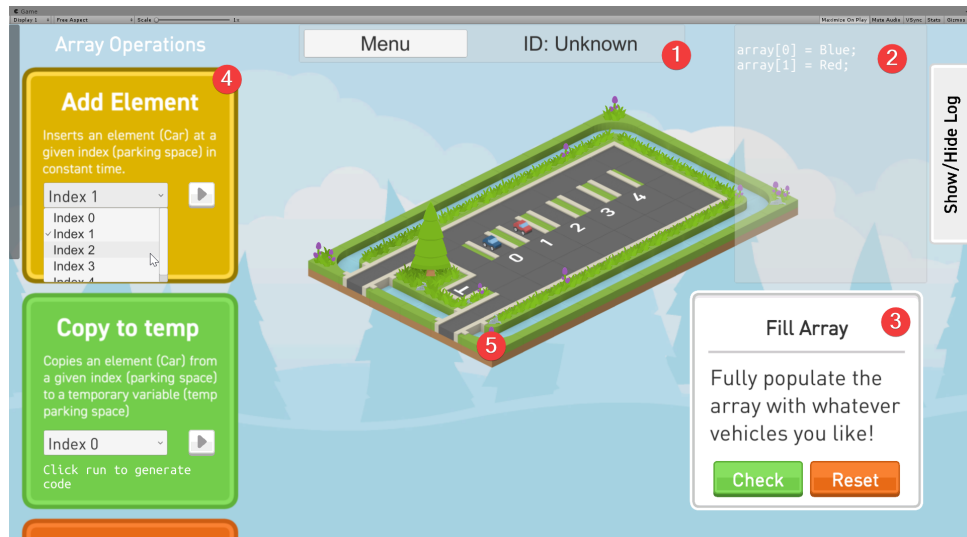 Game
Display 1 Free Aspect Scale 1x Maximize On Play Mute Audio VSync Stats Gizmos
Array Operations
Menu
ID: Unknown
1
array[0] = Blue;
array[1] = Red;
2
Show/Hide Log
4
Add Element
Inserts an element (Car) at a
given index (parking space) in
constant time.
Index 1
Index 0
Index 1
Index 2
Index 3
Index 4
0
1
2
3
4
T
5
Copy to temp
Copies an element (Car) from
a given index (parking space)
to a temporary variable (temp
parking space)
Index 0
Click run to generate
code
Fill Array
3
Fully populate the
array with whatever
vehicles you like!
Check
Reset